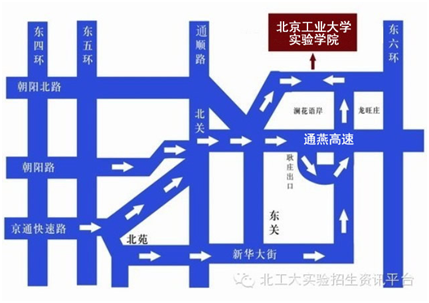 北京工业大学
实验学院
东四环
东五环
通顺路
东六环
朝阳北路
北关
澜花语岸
龙旺庄
通燕高速
朝阳路
耿庄出口
京通快速路
北苑
东关
新华大街
北工大实验招生资讯平台